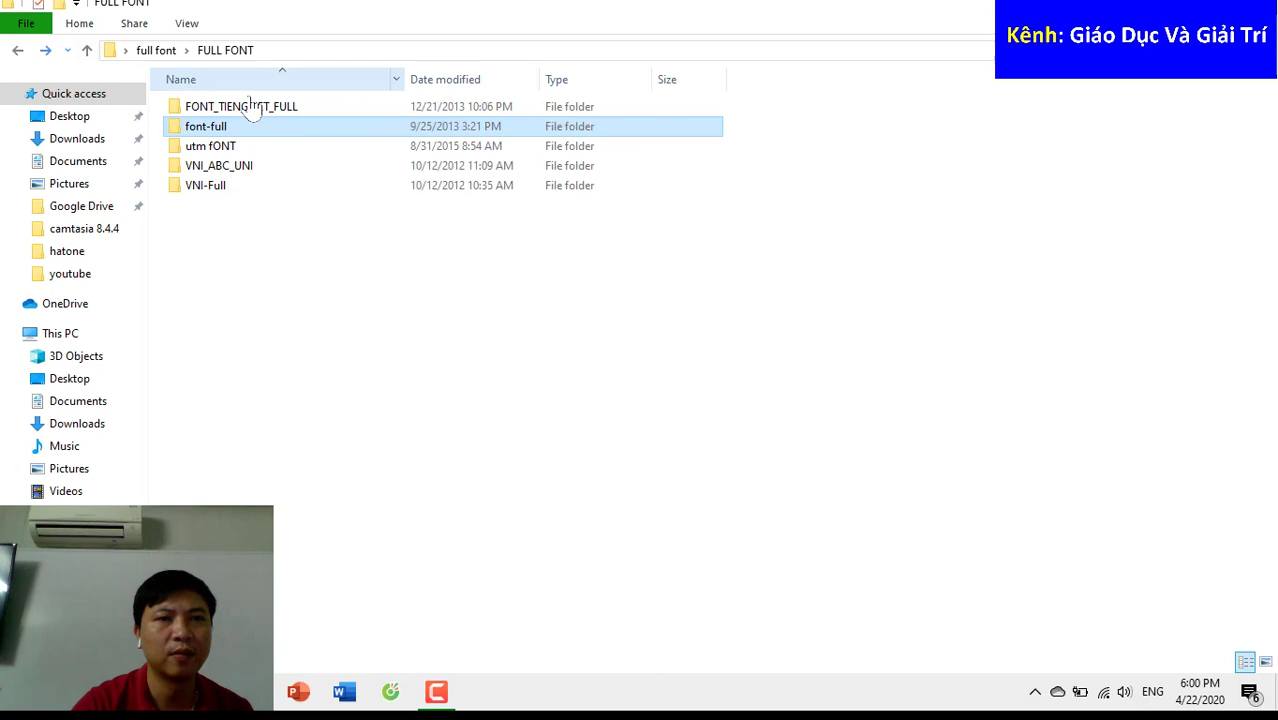 FULL FONT
File Home Share View
Kênh: Giáo Dục Và Giải Trí
full font FULL FONT
Name Date modified Type Size
Quick access
Desktop
Downloads
Documents
Pictures
Google Drive
camtasia 8.4.4
hatone
youtube
OneDrive
This PC
3D Objects
Desktop
Documents
Downloads
Music
Pictures
Videos
12/21/2013 10:06 PM File folder
font-full 9/25/2013 3:21 PM File folder
utm fONT 8/31/2015 8:54 AM File folder
VNI_ABC_UNI 10/12/2012 11:09 AM File folder
VNI-Full 10/12/2012 10:35 AM File folder
ENG
6:00 PM
4/22/2020
6